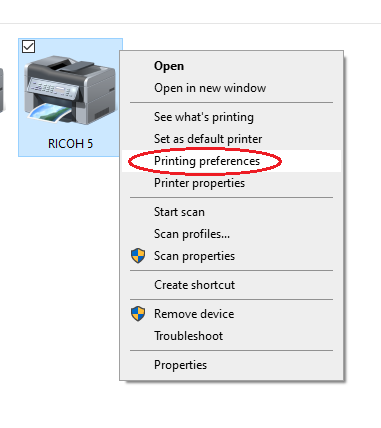 RICOH 5
Open
Open in new window
See what's printing
Set as default printer
Printing preferences
Printer properties
Start scan
Scan profiles...
Scan properties
Create shortcut
Remove device
Troubleshoot
Properties